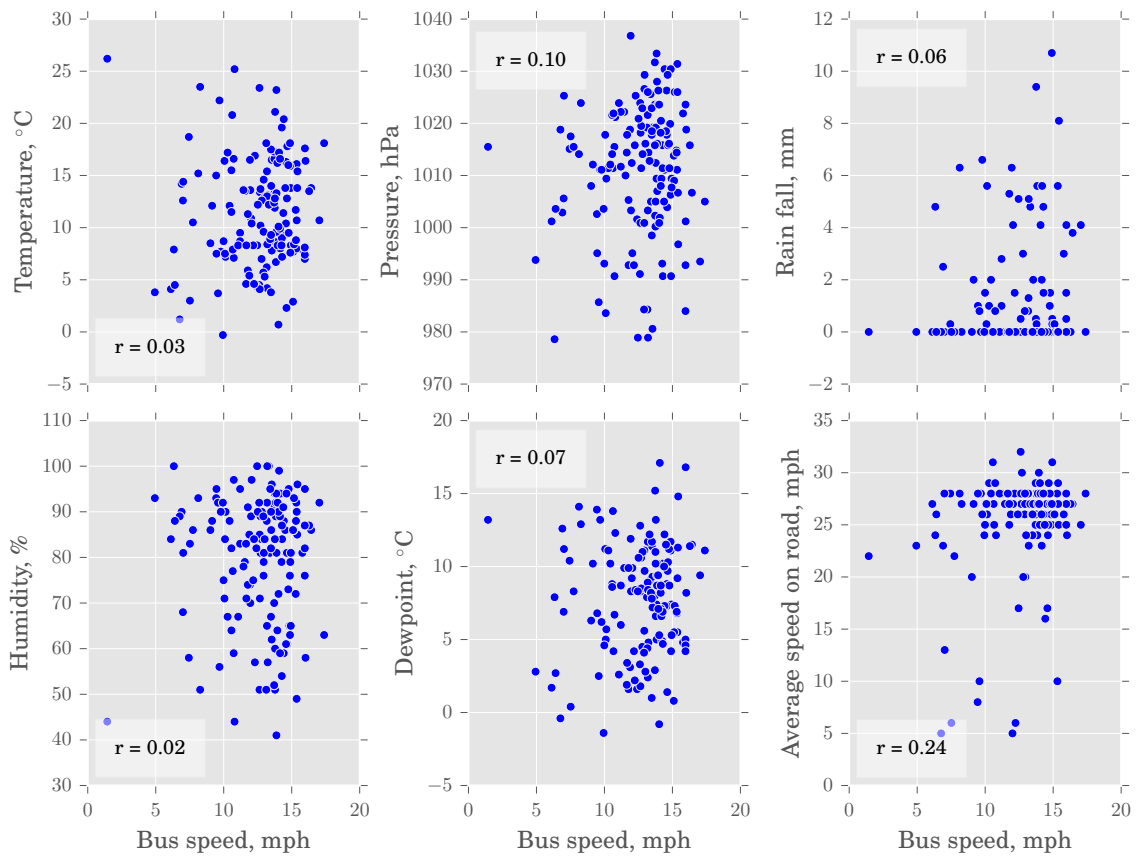 30
25
20
15
10
5
0
−5
Temperature, °C
r = 0.03
1040
1030
1020
1010
1000
990
980
970
Pressure, hPa
r = 0.10
12
10
8
6
4
2
0
−2
Rain fall, mm
r = 0.06
110
100
90
80
70
60
50
40
30
Humidity, %
r = 0.02
0 5 10 15 20
Bus speed, mph
20
15
10
5
0
−5
Dewpoint, °C
r = 0.07
0 5 10 15 20
Bus speed, mph
35
30
25
20
15
10
5
0
Average speed on road, mph
r = 0.24
0 5 10 15 20
Bus speed, mph